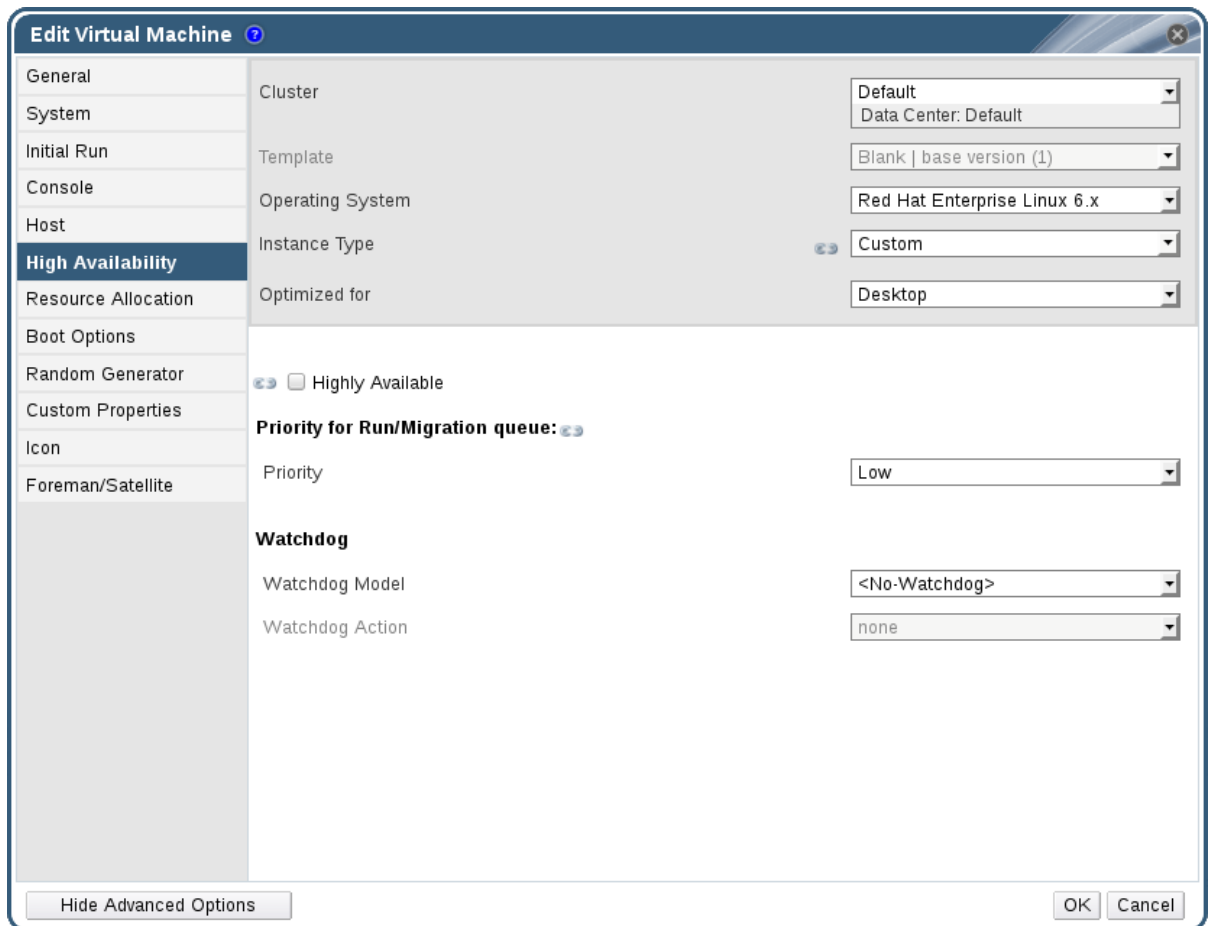 Edit Virtual Machine ?
General
System
Initial Run
Console
Host
High Availability
Resource Allocation
Boot Options
Random Generator
Custom Properties
Icon
Foreman/Satellite
Cluster Default
Data Center: Default
Template Blank | base version (1)
Operating System Red Hat Enterprise Linux 6.x
Instance Type Custom
Optimized for Desktop
Highly Available
Priority for Run/Migration queue:
Priority Low
Watchdog
Watchdog Model <No-Watchdog>
Watchdog Action none
Hide Advanced Options OK Cancel